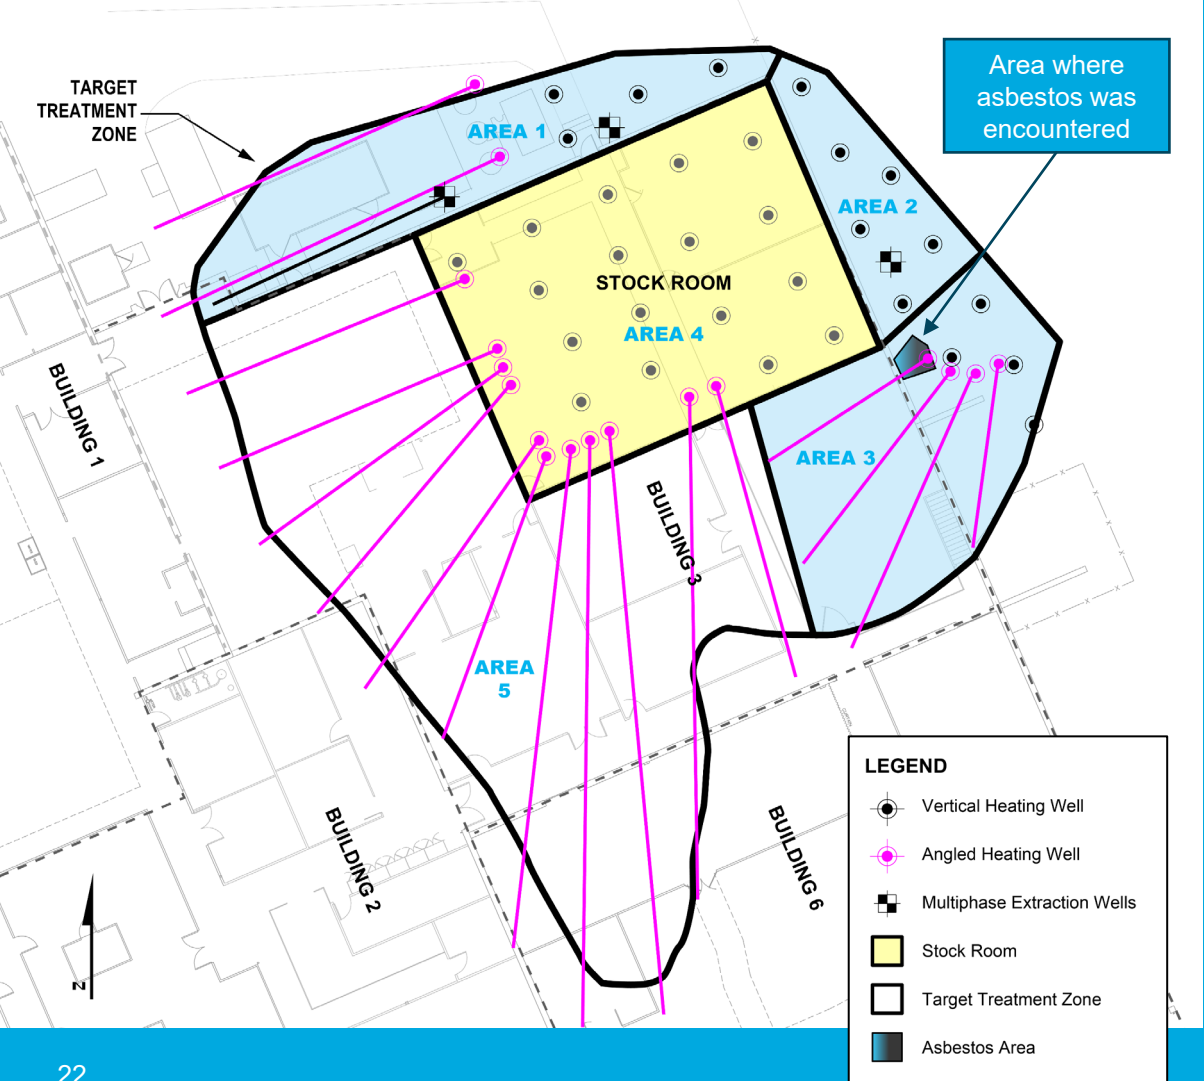 TARGET
TREATMENT
ZONE
Area where
asbestos was
encountered
AREA 1
AREA 2
STOCK ROOM
AREA 4
BUILDING 1
AREA 3
BUILDING 3
AREA
5
BUILDING 2
BUILDING 6
N
LEGEND
Vertical Heating Well
Angled Heating Well
Multiphase Extraction Wells
Stock Room
Target Treatment Zone
Asbestos Area
22